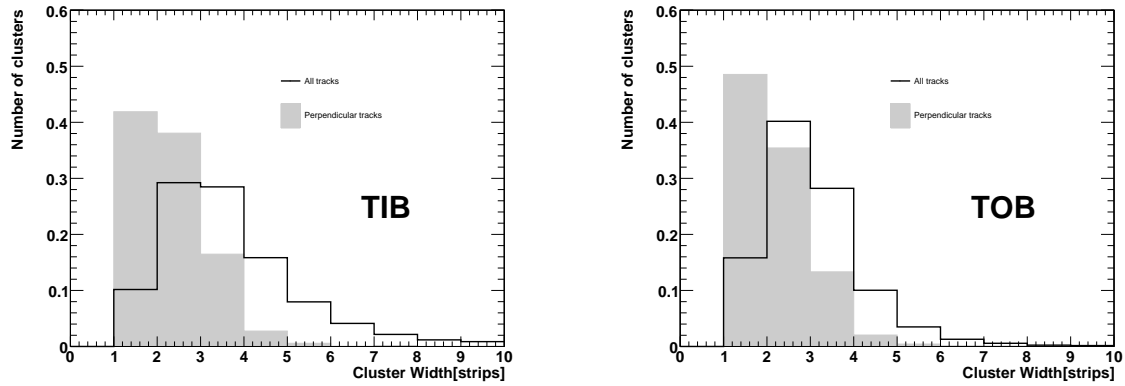 Number of clusters
0.6
0.5
0.4
0.3
0.2
0.1
0
All tracks
Perpendicular tracks
TIB
0 1 2 3 4 5 6 7 8 9 10
Cluster Width[strips]
Number of clusters
0.6
0.5
0.4
0.3
0.2
0.1
0
All tracks
Perpendicular tracks
TOB
0 1 2 3 4 5 6 7 8 9 10
Cluster Width[strips]